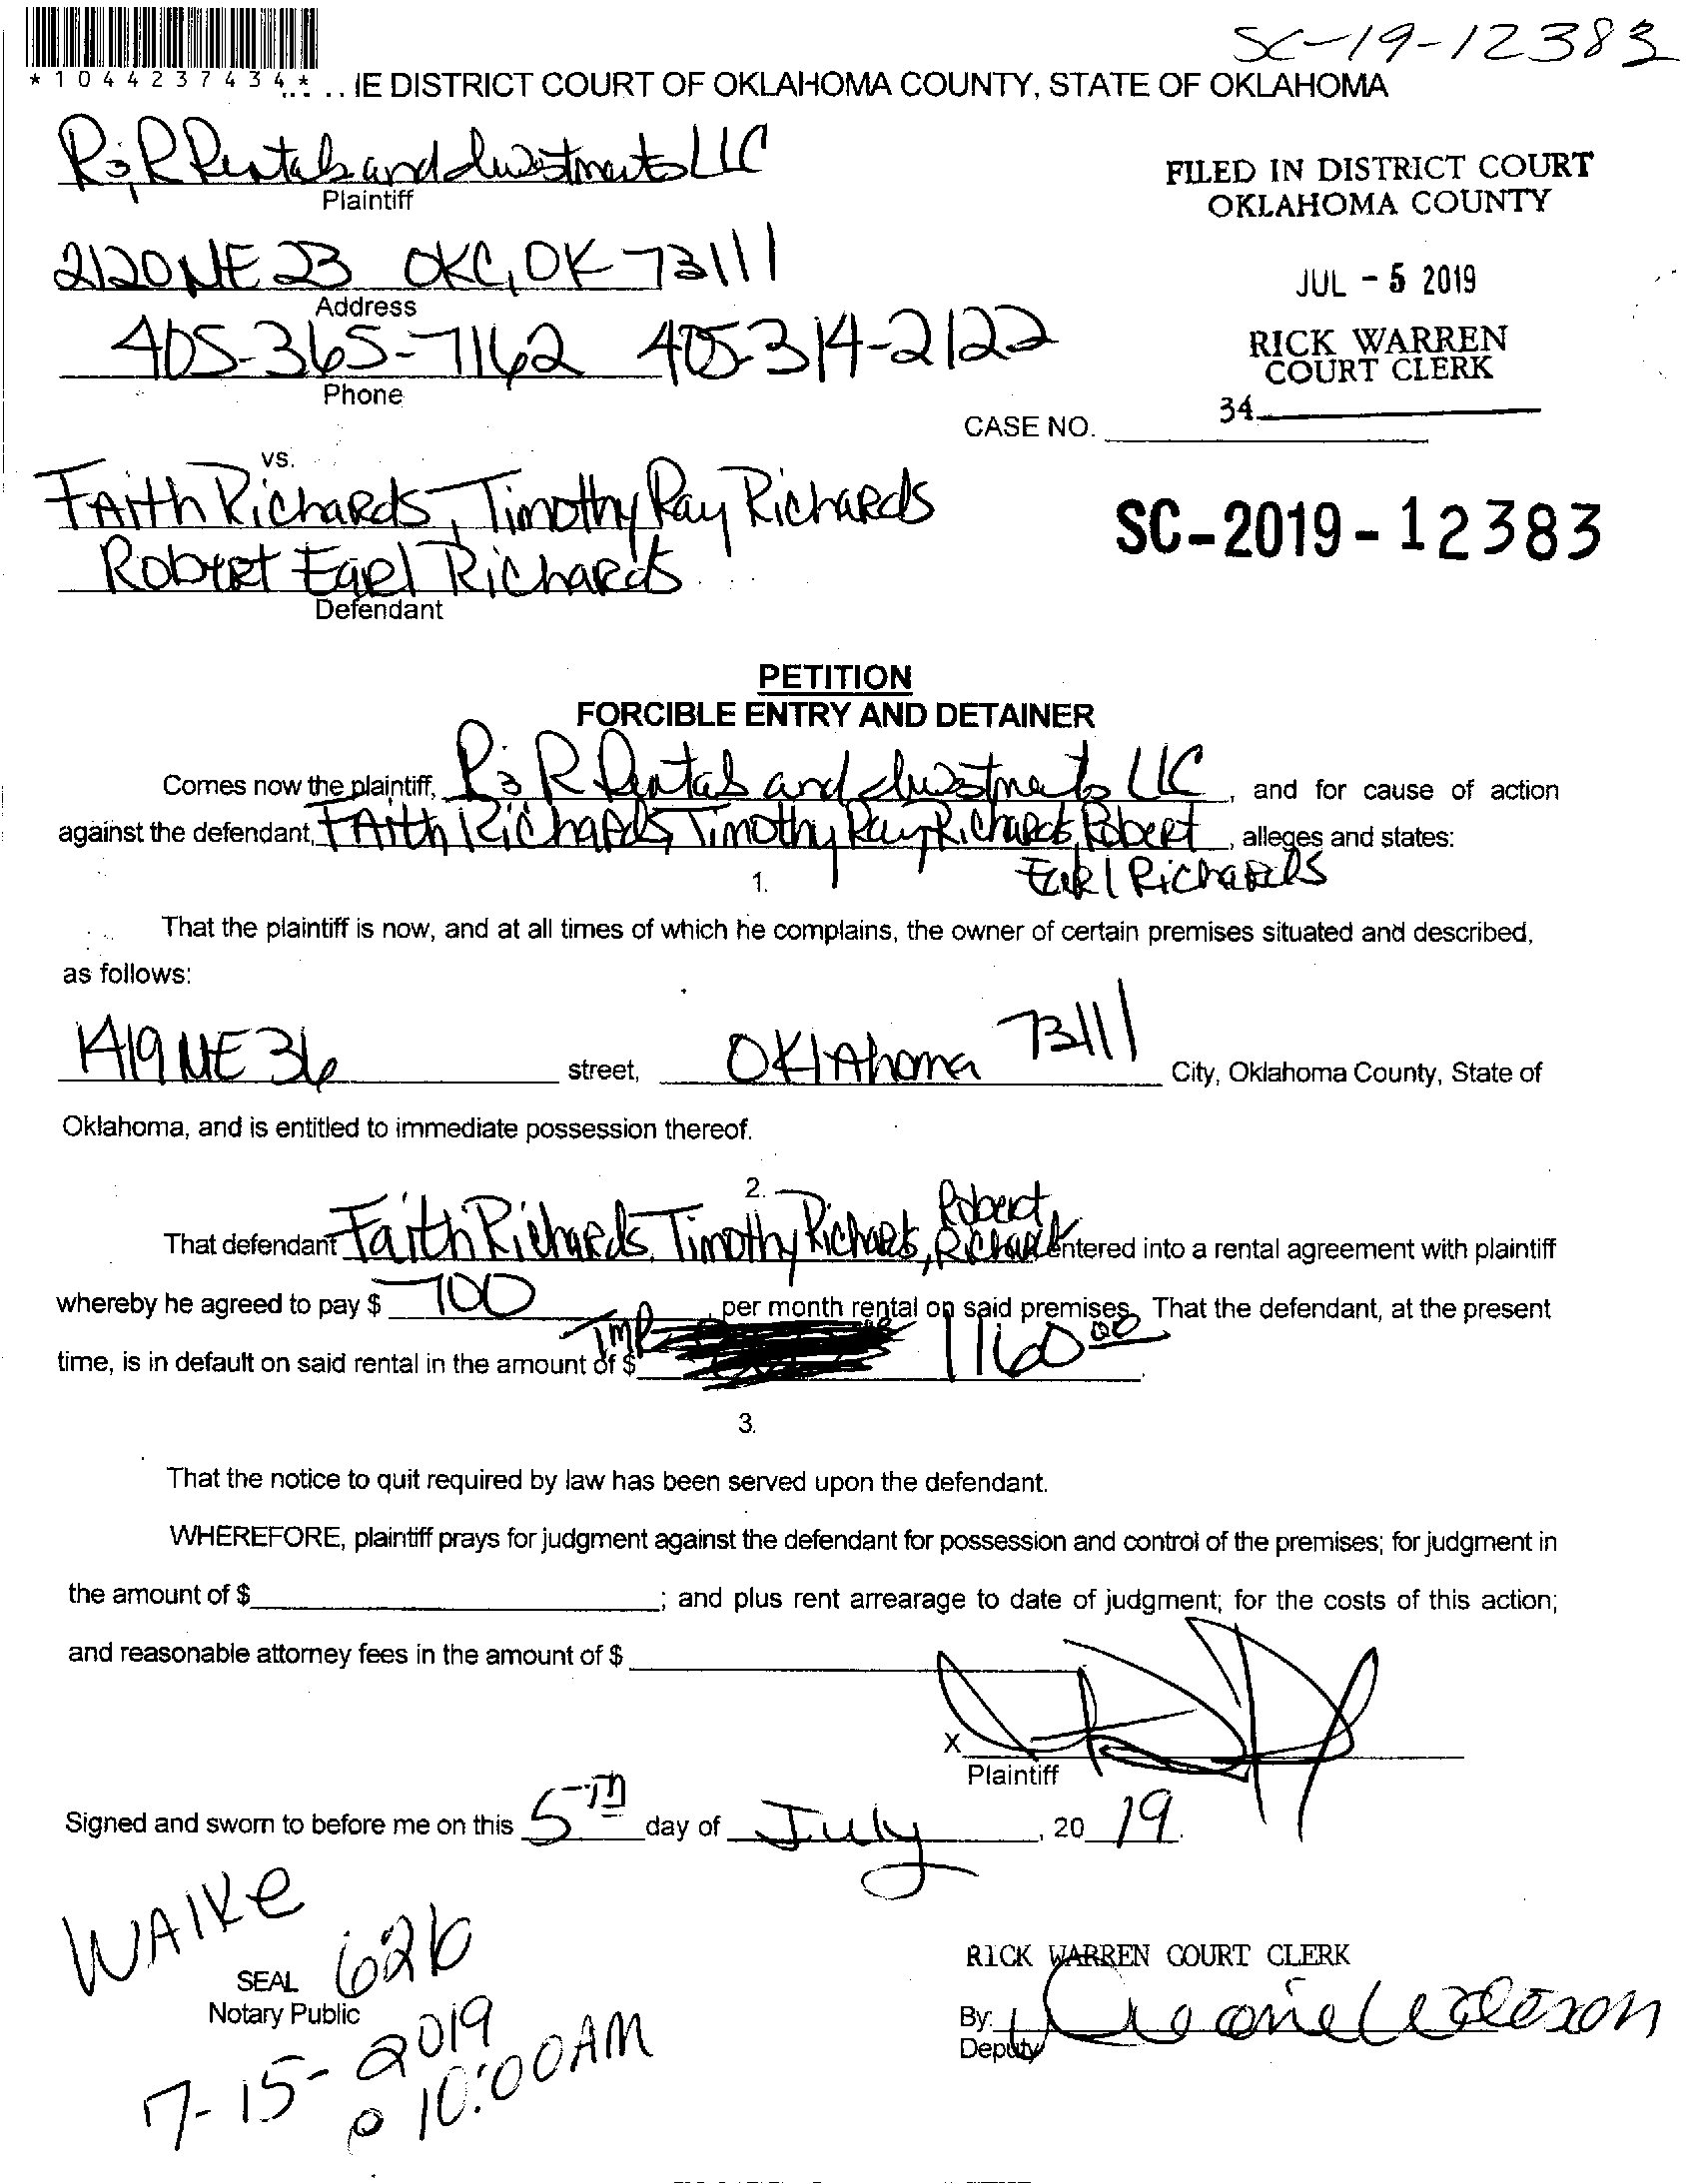 SC-19-12383
*1044237434*
IE DISTRICT COURT OF OKLAHOMA COUNTY, STATE OF OKLAHOMA
R&R Rentals and Investments LLC
Plaintiff
FILED IN DISTRICT COURT
OKLAHOMA COUNTY
2120 NE 23 OKC, OK 73111
Address
JUL - 5 2019
405-365-7162 405-314-2122
Phone
RICK WARREN
COURT CLERK
34
CASE NO.
vs.
FAith Richards, Timothy Ray Richards
Robert Earl Richards
Defendant
SC-2019-12383
PETITION
FORCIBLE ENTRY AND DETAINER
Comes now the plaintiff, R&R Rentals and Investments LLC, and for cause of action
against the defendant, FAith Richards, Timothy Ray Richards, Robert, alleges and states:
Earl Richards
1.
That the plaintiff is now, and at all times of which he complains, the owner of certain premises situated and described,
as follows:
1419 NE 36 street, OklAhoma 73111 City, Oklahoma County, State of
Oklahoma, and is entitled to immediate possession thereof.
2.
That defendant Faith Richards, Timothy Richards, Robert Richards entered into a rental agreement with plaintiff
whereby he agreed to pay $ 700 per month rental on said premises. That the defendant, at the present
time, is in default on said rental in the amount of $ 1160.00.
3.
That the notice to quit required by law has been served upon the defendant.
WHEREFORE, plaintiff prays for judgment against the defendant for possession and control of the premises; for judgment in
the amount of $ ; and plus rent arrearage to date of judgment; for the costs of this action;
and reasonable attorney fees in the amount of $
X
Plaintiff
Signed and sworn to before me on this 5TH day of July, 20 19.
WAIKE
SEAL 626
Notary Public
RICK WARREN COURT CLERK
By:
Deputy
7-15-2019
@ 10:00AM